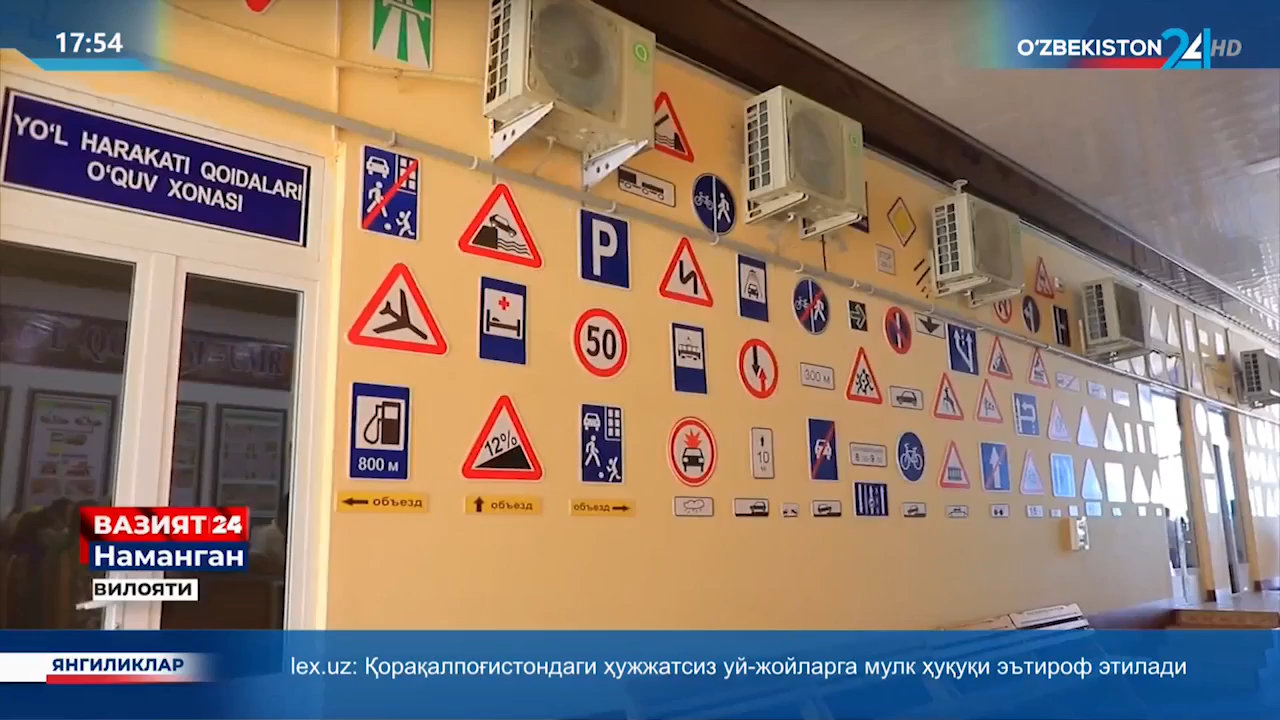 17:54
O‘ZBEKISTON 24 HD
YO‘L HARAKATI QOIDALARI
O‘QUV XONASI
P
50
300 м
800 м
12%
10
м
объезд
объезд
объезд
ВАЗИЯТ 24
Наманган
ВИЛОЯТИ
ЯНГИЛИКЛАР
lex.uz: Қорақалпоғистондаги ҳужжатсиз уй-жойларга мулк ҳуқуқи эътироф этилади